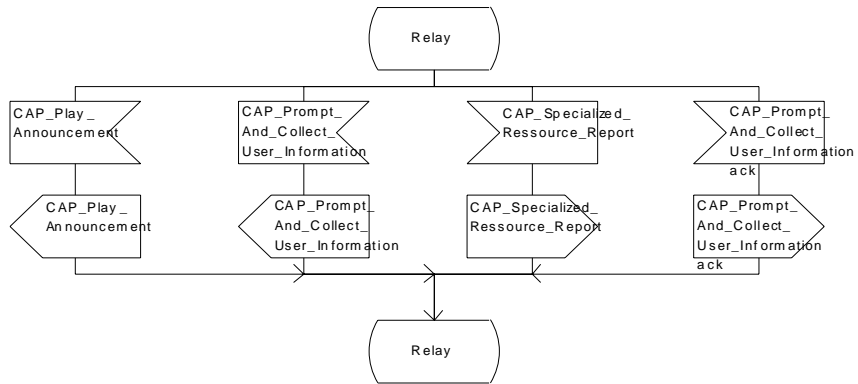 Relay
CAP_Play_
Announcement
CAP_Prompt_
And_Collect_
User_Information
CAP_Specialized_
Ressource_Report
CAP_Prompt_
And_Collect_
User_Information
ack
CAP_Play_
Announcement
CAP_Prompt_
And_Collect_
User_Information
CAP_Specialized_
Ressource_Report
CAP_Prompt_
And_Collect_
User_Information
ack
Relay